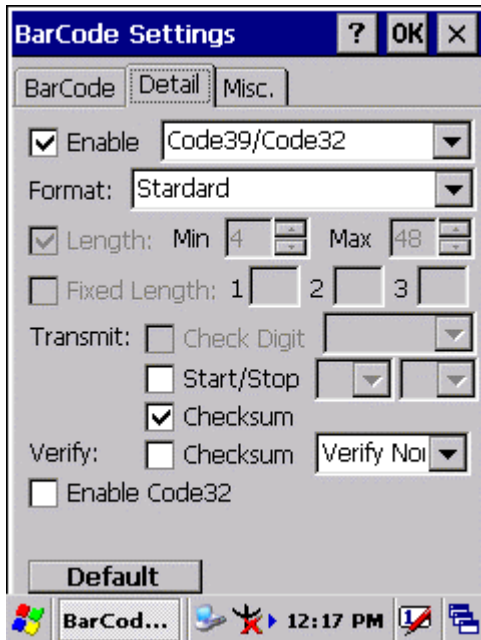 BarCode Settings ? OK ×
BarCode Detail Misc.
Enable Code39/Code32
Format: Stardard
Length: Min 4 Max 48
Fixed Length: 1 2 3
Transmit: Check Digit
Start/Stop
Checksum
Verify: Checksum Verify Non
Enable Code32
Default
BarCod... 12:17 PM